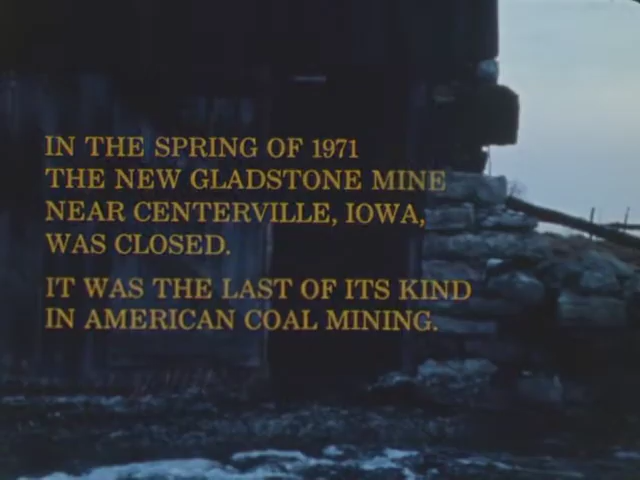 IN THE SPRING OF 1971
THE NEW GLADSTONE MINE
NEAR CENTERVILLE, IOWA,
WAS CLOSED.
IT WAS THE LAST OF ITS KIND
IN AMERICAN COAL MINING.